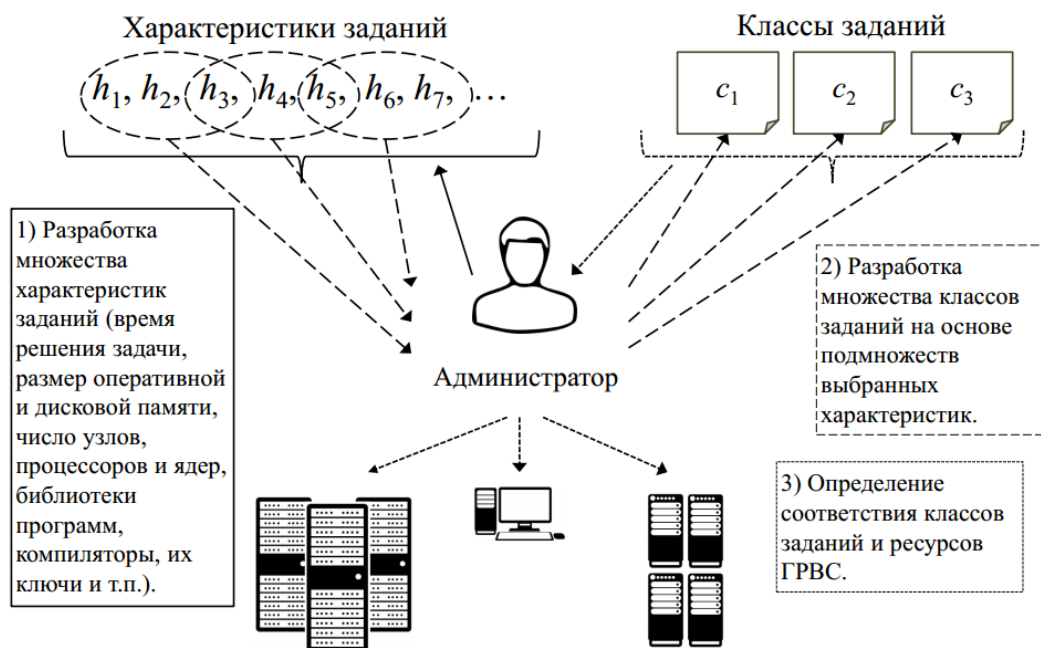 Характеристики заданий
h1, h2, h3, h4, h5, h6, h7, …
Классы заданий
c1
c2
c3
1) Разработка
множества
характеристик
заданий (время
решения задачи,
размер оперативной
и дисковой памяти,
число узлов,
процессоров и ядер,
библиотеки
программ,
компиляторы, их
ключи и т.п.).
Администратор
2) Разработка
множества классов
заданий на основе
подмножеств
выбранных
характеристик.
3) Определение
соответствия классов
заданий и ресурсов
ГРВС.